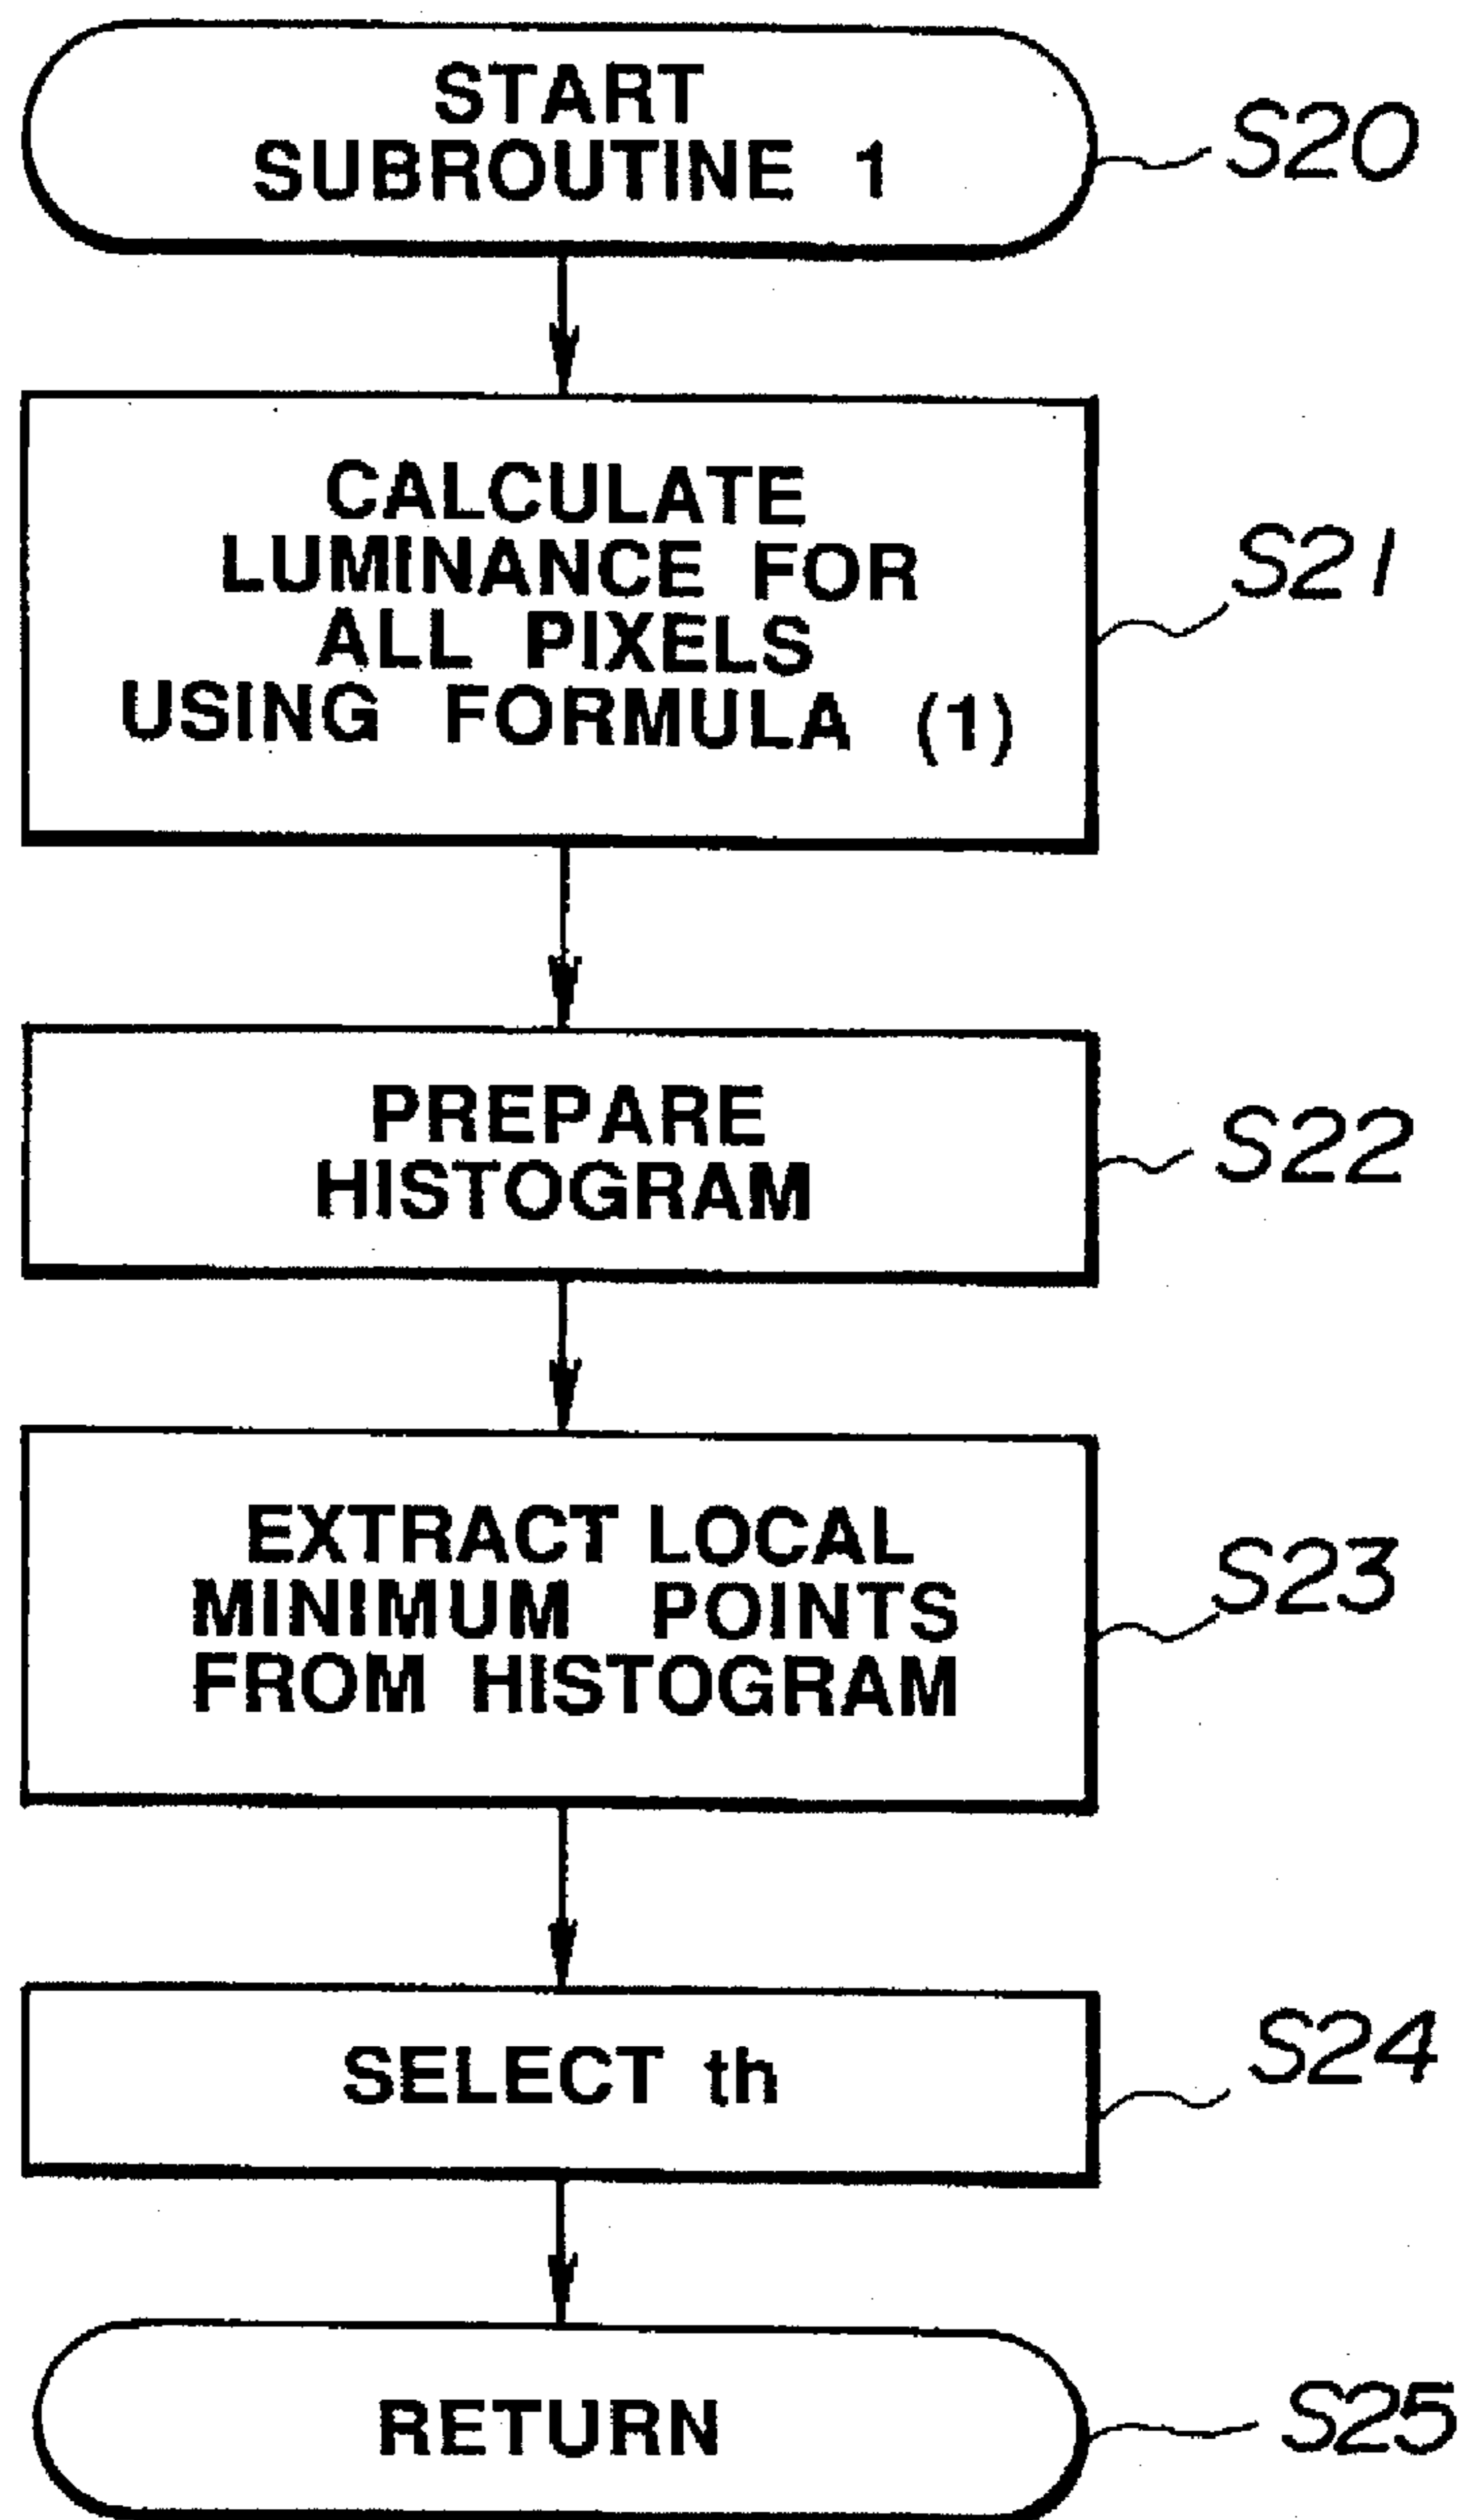 START
SUBROUTINE 1
S20
CALCULATE
LUMINANCE FOR
ALL PIXELS
USING FORMULA (1)
S21
PREPARE
HISTOGRAM
S22
EXTRACT LOCAL
MINIMUM POINTS
FROM HISTOGRAM
S23
SELECT th
S24
RETURN
S25